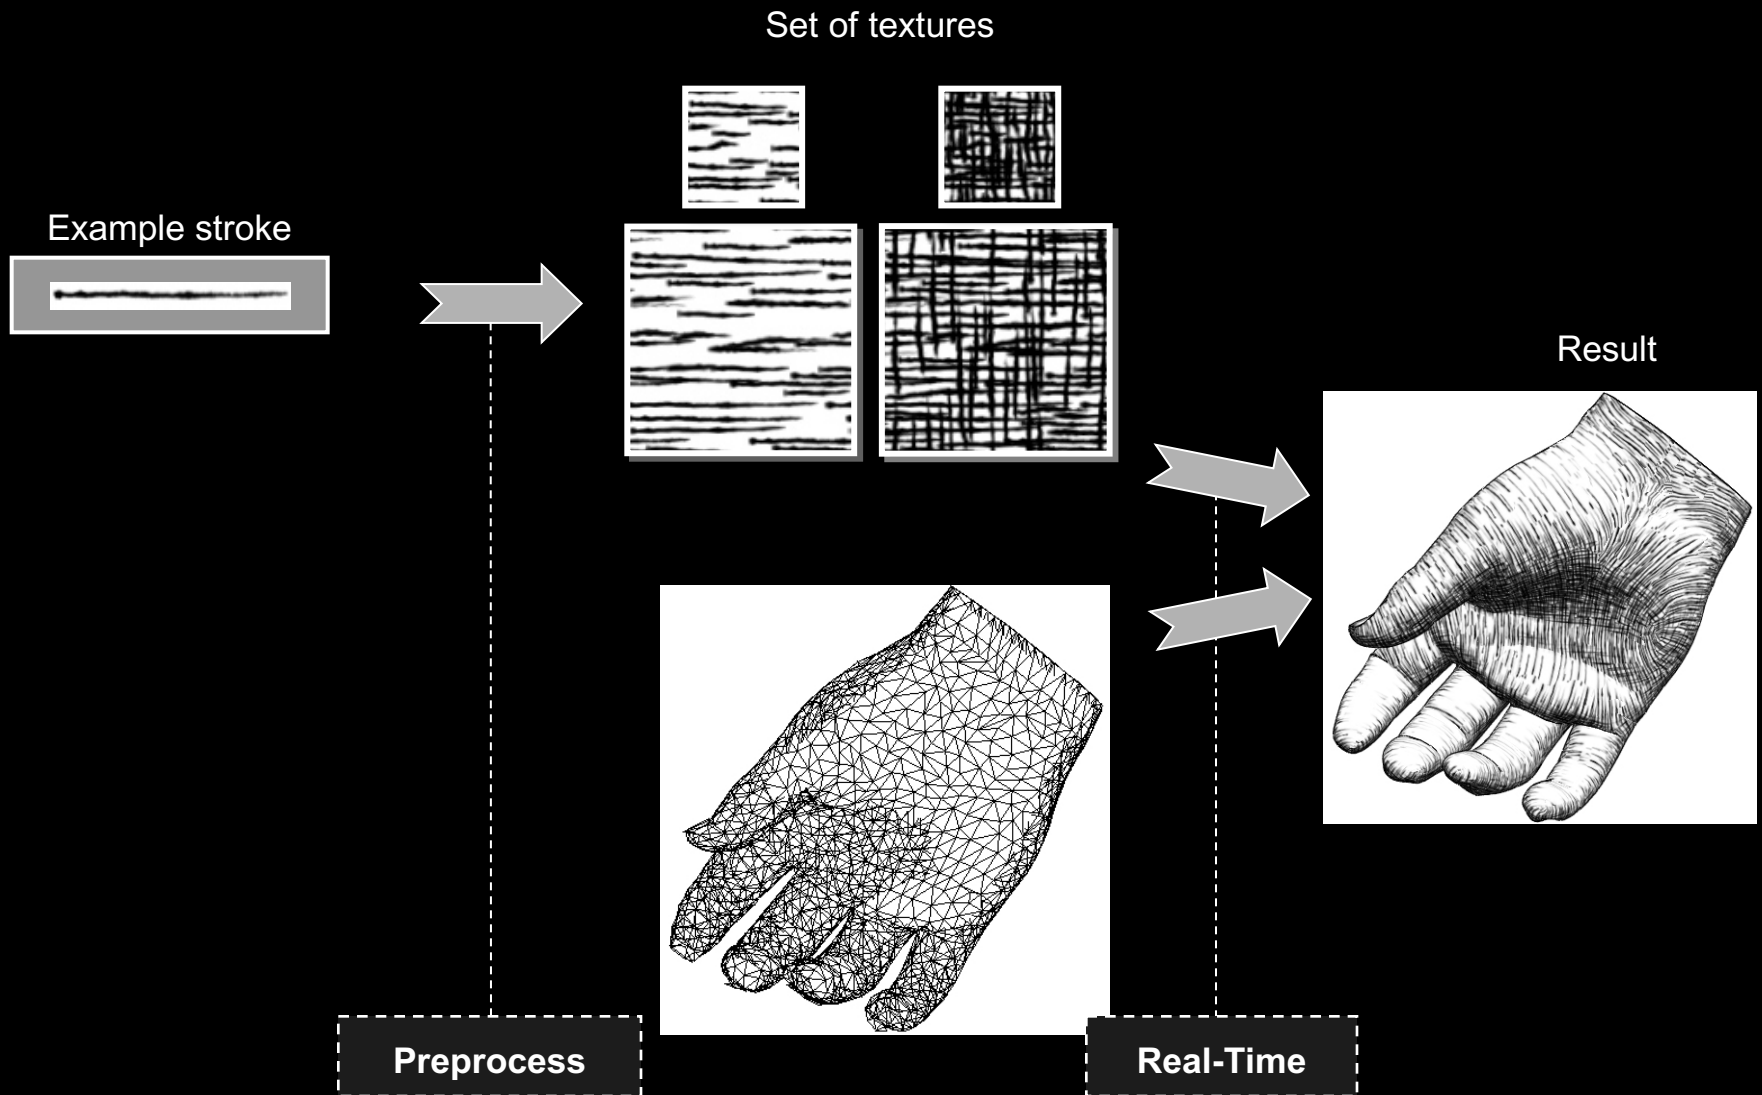 Set of textures
Example stroke
Result
Preprocess
Real-Time